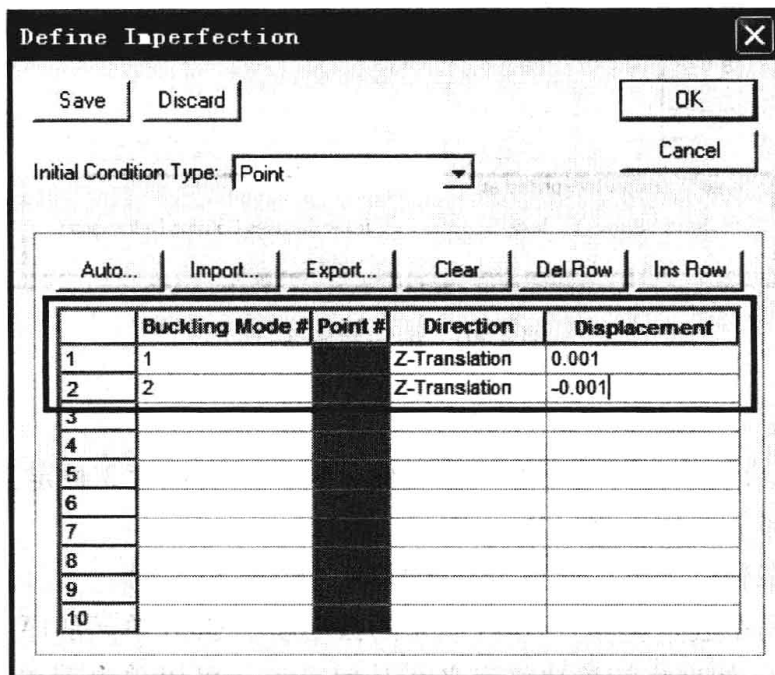 Define Imperfection
Save Discard OK
Cancel
Initial Condition Type: Point
Auto... Import... Export... Clear Del Row Ins Row
Buckling Mode # Point # Direction Displacement
1 1 Z-Translation 0.001
2 2 Z-Translation -0.001
3
4
5
6
7
8
9
10